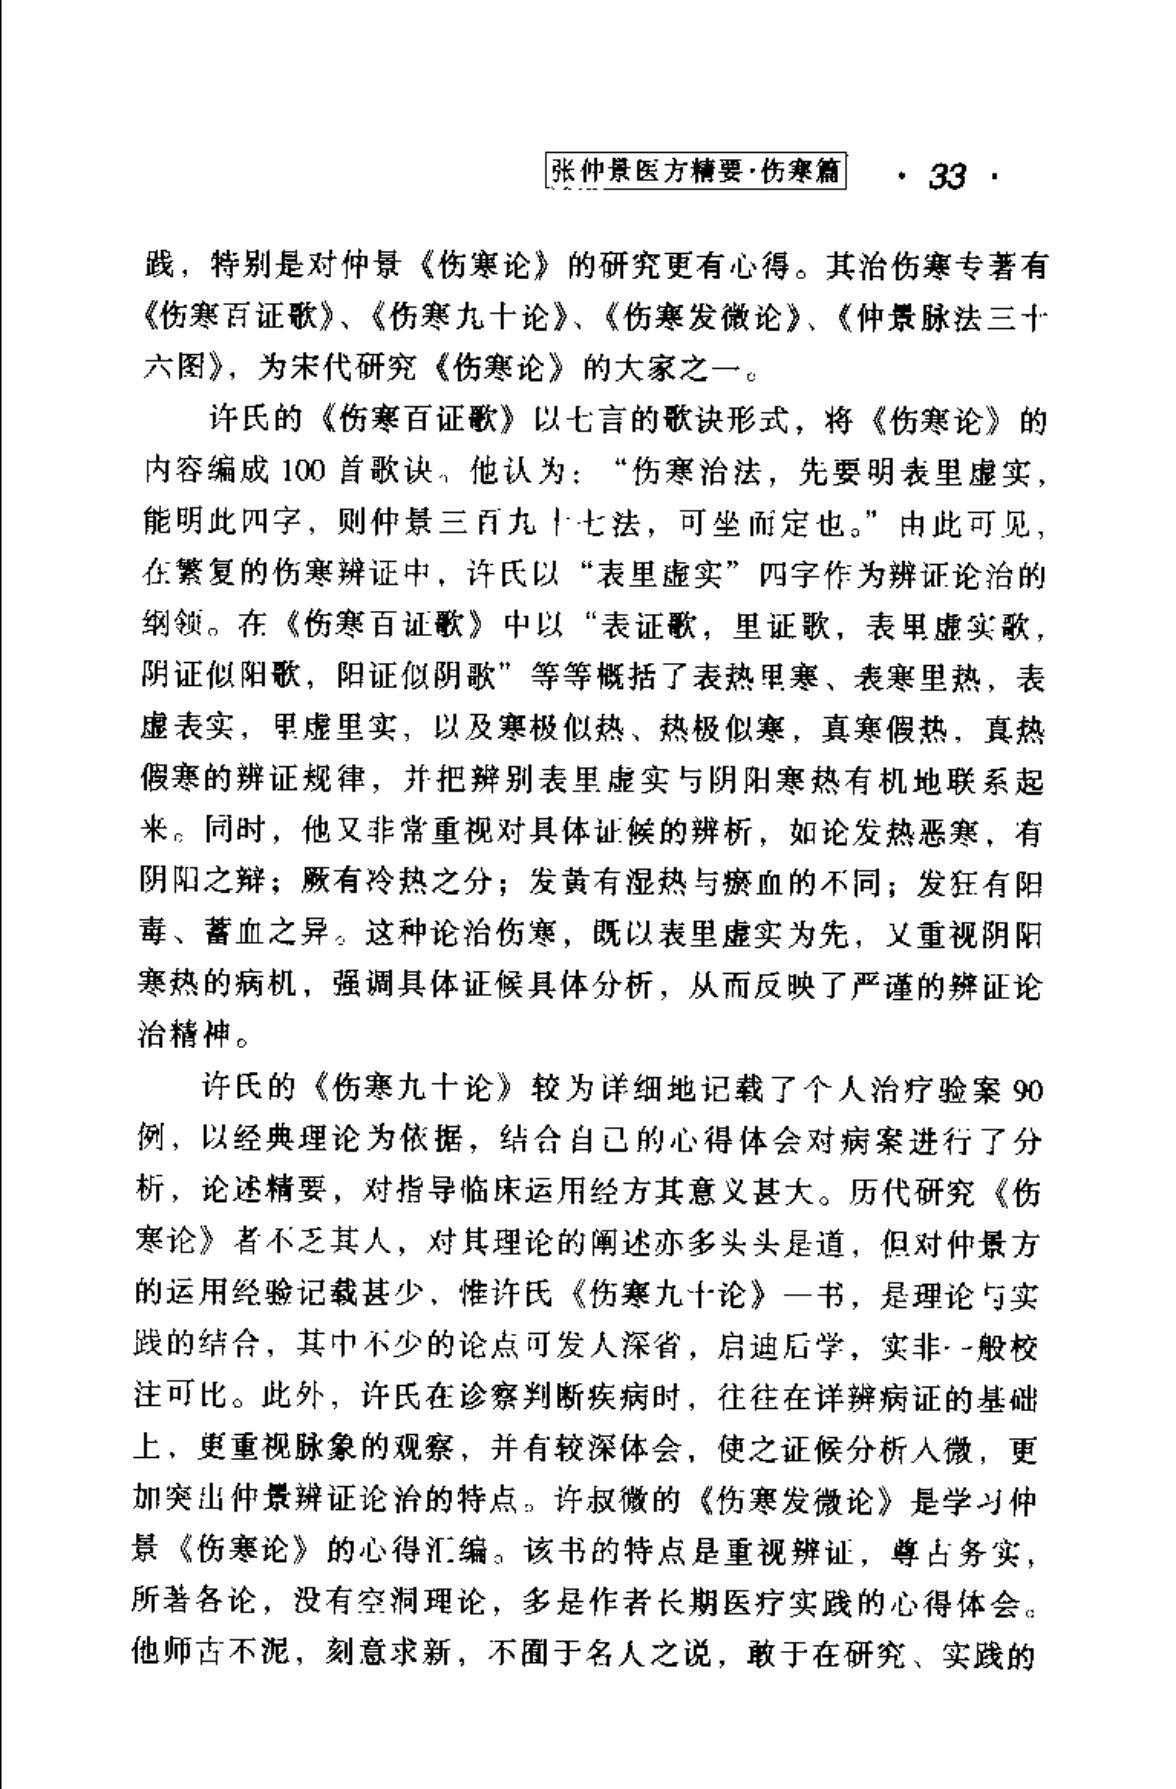 张仲景医方精要·伤寒篇 · 33 ·
践，特别是对仲景《伤寒论》的研究更有心得。其治伤寒专著有
《伤寒百证歌》、《伤寒九十论》、《伤寒发微论》、《仲景脉法三十
六图》，为宋代研究《伤寒论》的大家之一。
许氏的《伤寒百证歌》以七言的歌诀形式，将《伤寒论》的
内容编成 100 首歌诀。他认为：“伤寒治法，先要明表里虚实，
能明此四字，则仲景三百九十七法，可坐而定也。”由此可见，
在繁复的伤寒辨证中，许氏以“表里虚实”四字作为辨证论治的
纲领。在《伤寒百证歌》中以“表证歌，里证歌，表里虚实歌，
阴证似阳歌，阳证似阴歌”等等概括了表热里寒、表寒里热，表
虚表实，里虚里实，以及寒极似热、热极似寒，真寒假热，真热
假寒的辨证规律，并把辨别表里虚实与阴阳寒热有机地联系起
来。同时，他又非常重视对具体证候的辨析，如论发热恶寒，有
阴阳之辩；厥有冷热之分；发黄有湿热与瘀血的不同；发狂有阳
毒、蓄血之异。这种论治伤寒，既以表里虚实为先，又重视阴阳
寒热的病机，强调具体证候具体分析，从而反映了严谨的辨证论
治精神。
许氏的《伤寒九十论》较为详细地记载了个人治疗验案 90
例，以经典理论为依据，结合自己的心得体会对病案进行了分
析，论述精要，对指导临床运用经方其意义甚大。历代研究《伤
寒论》者不乏其人，对其理论的阐述亦多头头是道，但对仲景方
的运用经验记载甚少，惟许氏《伤寒九十论》一书，是理论与实
践的结合，其中不少的论点可发人深省，启迪后学，实非一般校
注可比。此外，许氏在诊察判断疾病时，往往在详辨病证的基础
上，更重视脉象的观察，并有较深体会，使之证候分析入微，更
加突出仲景辨证论治的特点。许叔微的《伤寒发微论》是学习仲
景《伤寒论》的心得汇编。该书的特点是重视辨证，尊古务实，
所著各论，没有空洞理论，多是作者长期医疗实践的心得体会。
他师古不泥，刻意求新，不囿于名人之说，敢于在研究、实践的